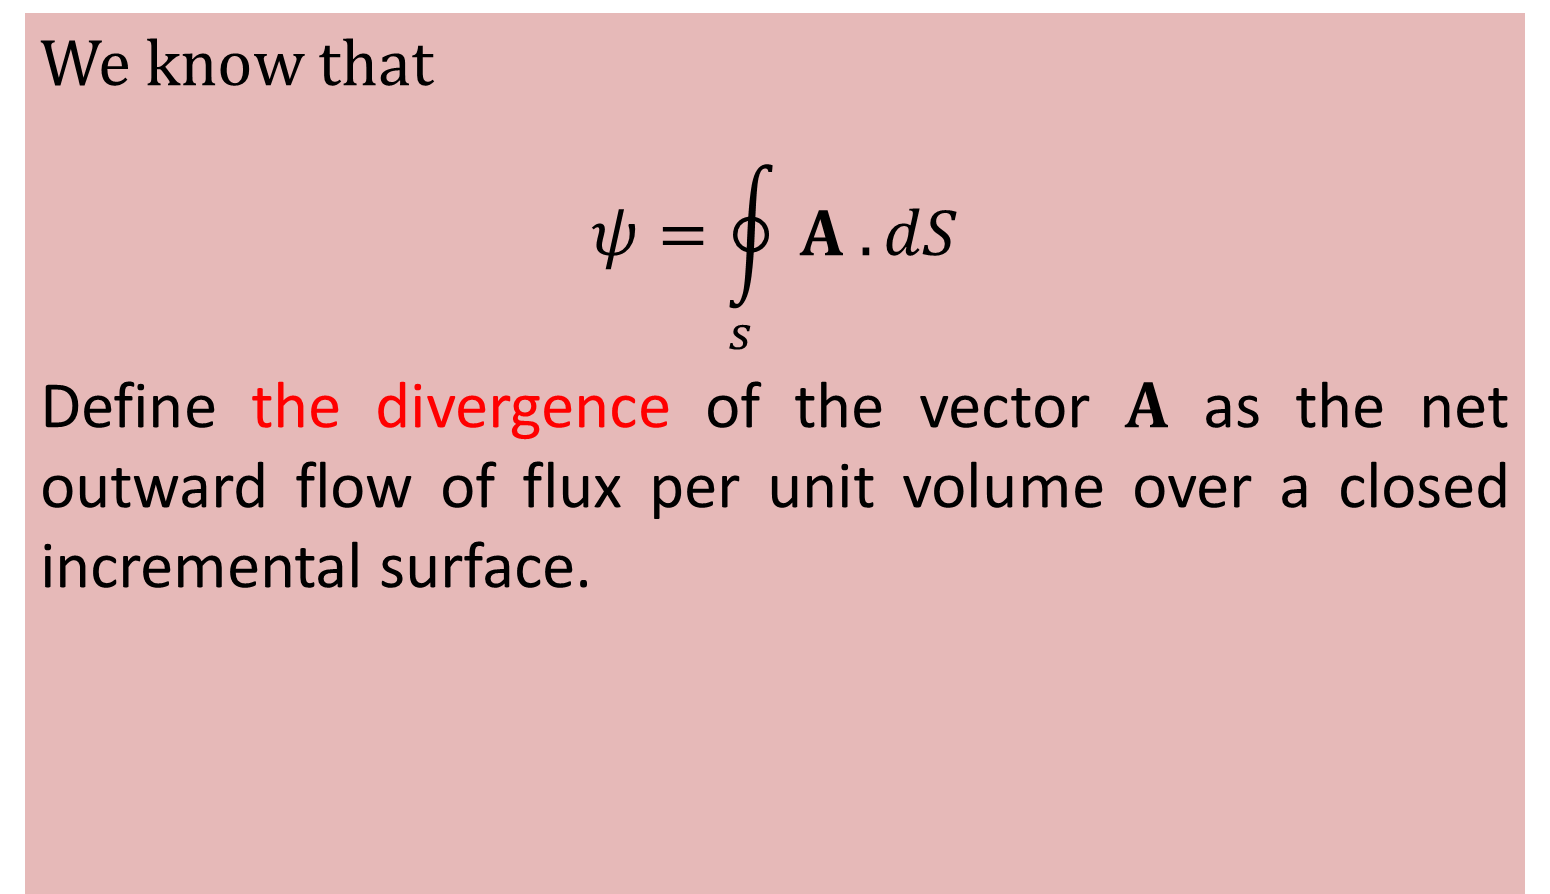 We know that
ψ = ∮ A . dS
s
Define the divergence of the vector A as the net
outward flow of flux per unit volume over a closed
incremental surface.